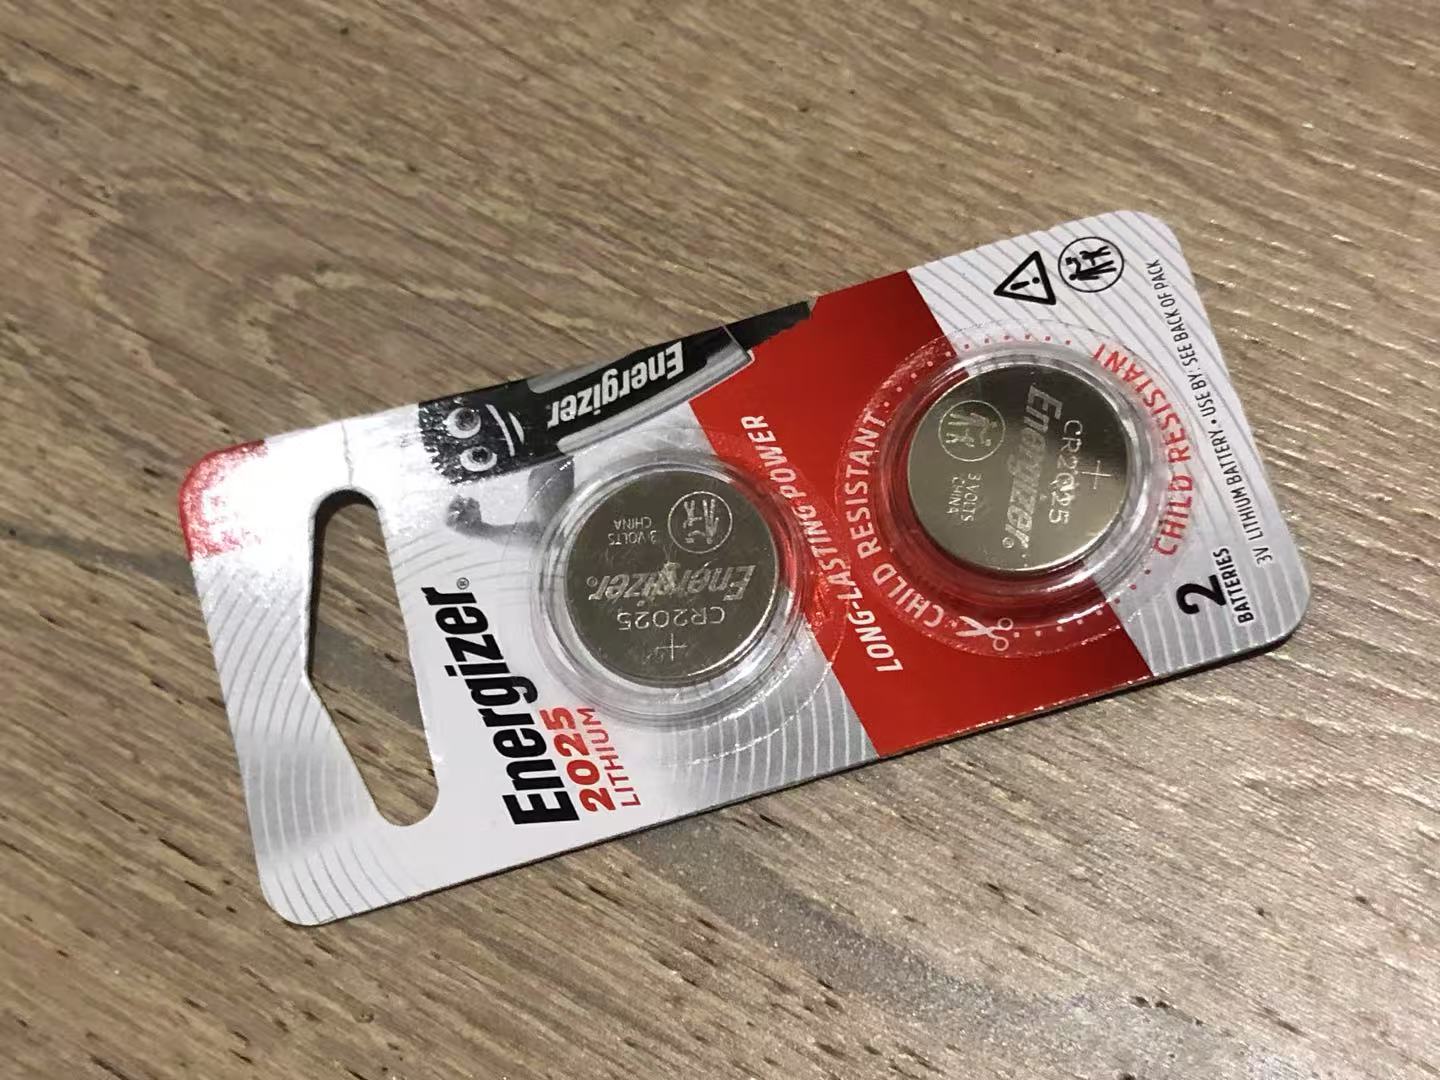 Energizer®
2025
LITHIUM
Energizer
3 VOLTS
CHINA
Energizer®
CR2025
+
LONG-LASTING POWER
CHILD RESISTANT
CHILD RESISTANT
CR2025
+
Energizer®
3 VOLTS
CHINA
2
BATTERIES
3V LITHIUM BATTERY • USE BY: SEE BACK OF PACK